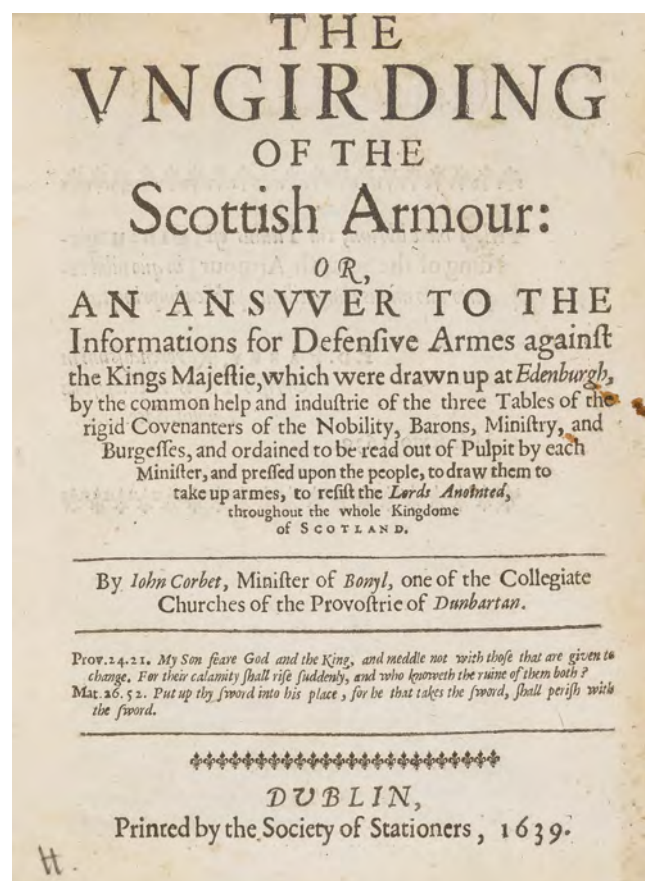 THE
VNGIRDING
OF THE
Scottish Armour:
OR,
AN ANSVVER TO THE
Informations for Defenſive Armes againſt
the Kings Majeſtie, which were drawn up at Edenburgh,
by the common help and induſtrie of the three Tables of the
rigid Covenanters of the Nobility, Barons, Miniſtry, and
Burgeſſes, and ordained to be read out of Pulpit by each
Miniſter, and preſſed upon the people, to draw them to
take up armes, to reſiſt the Lords Anointed,
throughout the whole Kingdome
of SCOTLAND.
By Iohn Corbet, Miniſter of Bonyl, one of the Collegiate
Churches of the Provoſtrie of Dunbartan.
Prov.24.21. My Son feare God and the King, and meddle not with thoſe that are given to
change. For their calamity ſhall riſe ſuddenly, and who knoweth the ruine of them both?
Mat.26.52. Put up thy ſword into his place, for he that takes the ſword, ſhall periſh with
the ſword.
DUBLIN,
Printed by the Society of Stationers, 1639.
H.